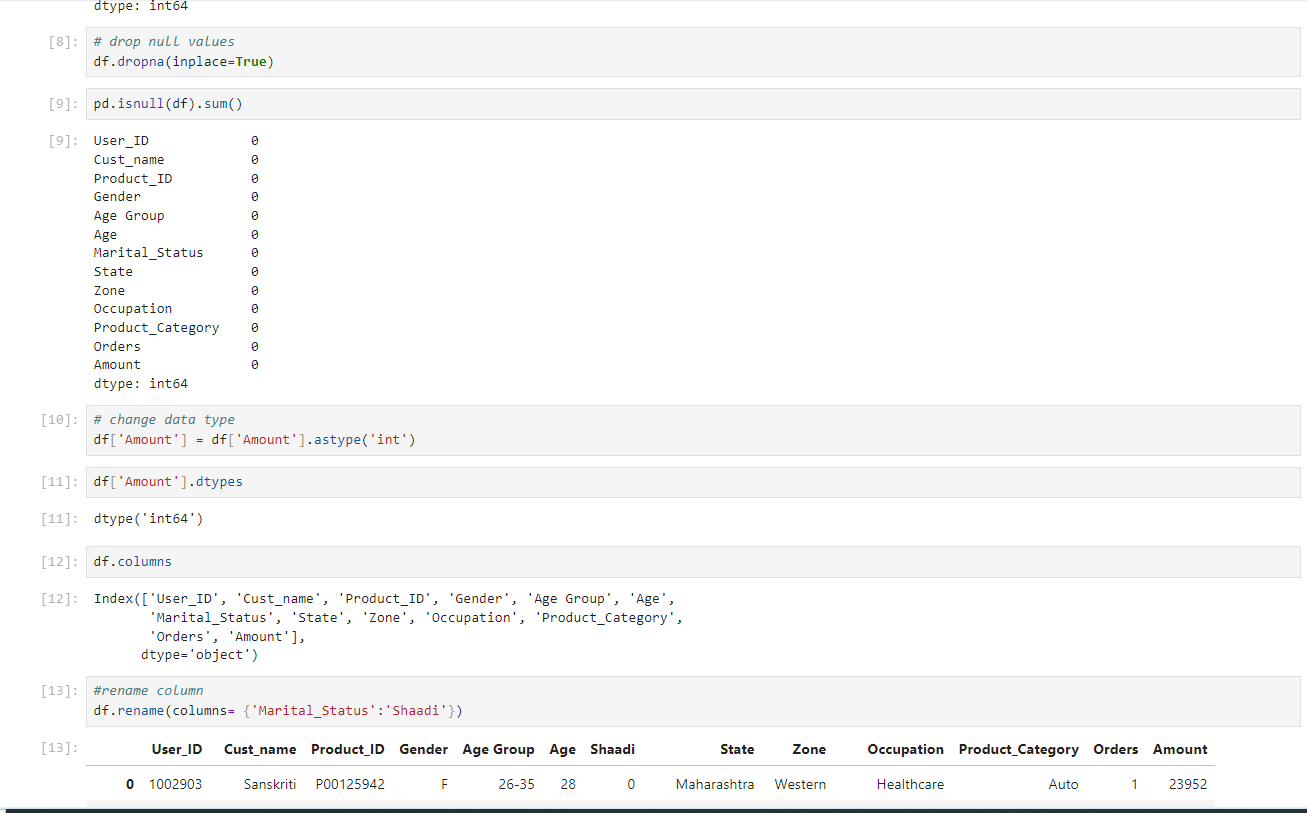 dtype: int64
[8]: # drop null values
df.dropna(inplace=True)
[9]: pd.isnull(df).sum()
[9]: User_ID 0
Cust_name 0
Product_ID 0
Gender 0
Age Group 0
Age 0
Marital_Status 0
State 0
Zone 0
Occupation 0
Product_Category 0
Orders 0
Amount 0
dtype: int64
[10]: # change data type
df['Amount'] = df['Amount'].astype('int')
[11]: df['Amount'].dtypes
[11]: dtype('int64')
[12]: df.columns
[12]: Index(['User_ID', 'Cust_name', 'Product_ID', 'Gender', 'Age Group', 'Age',
'Marital_Status', 'State', 'Zone', 'Occupation', 'Product_Category',
'Orders', 'Amount'],
dtype='object')
[13]: #rename column
df.rename(columns= {'Marital_Status':'Shaadi'})
[13]: User_ID Cust_name Product_ID Gender Age Group Age Shaadi State Zone Occupation Product_Category Orders Amount
0 1002903 Sanskriti P00125942 F 26-35 28 0 Maharashtra Western Healthcare Auto 1 23952